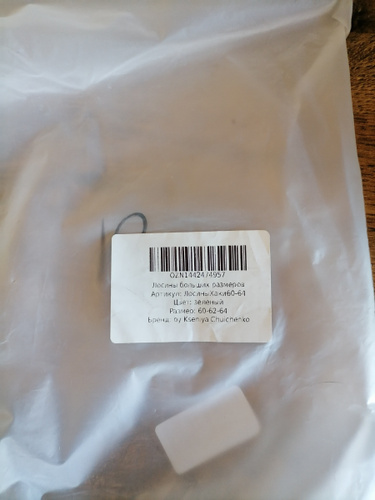 OZN1442474957
Лосины больших размеров
Артикул: ЛосиныХаки60-64
Цвет: зеленый
Размер: 60-62-64
Бренд: by Kseniya Chuichenko